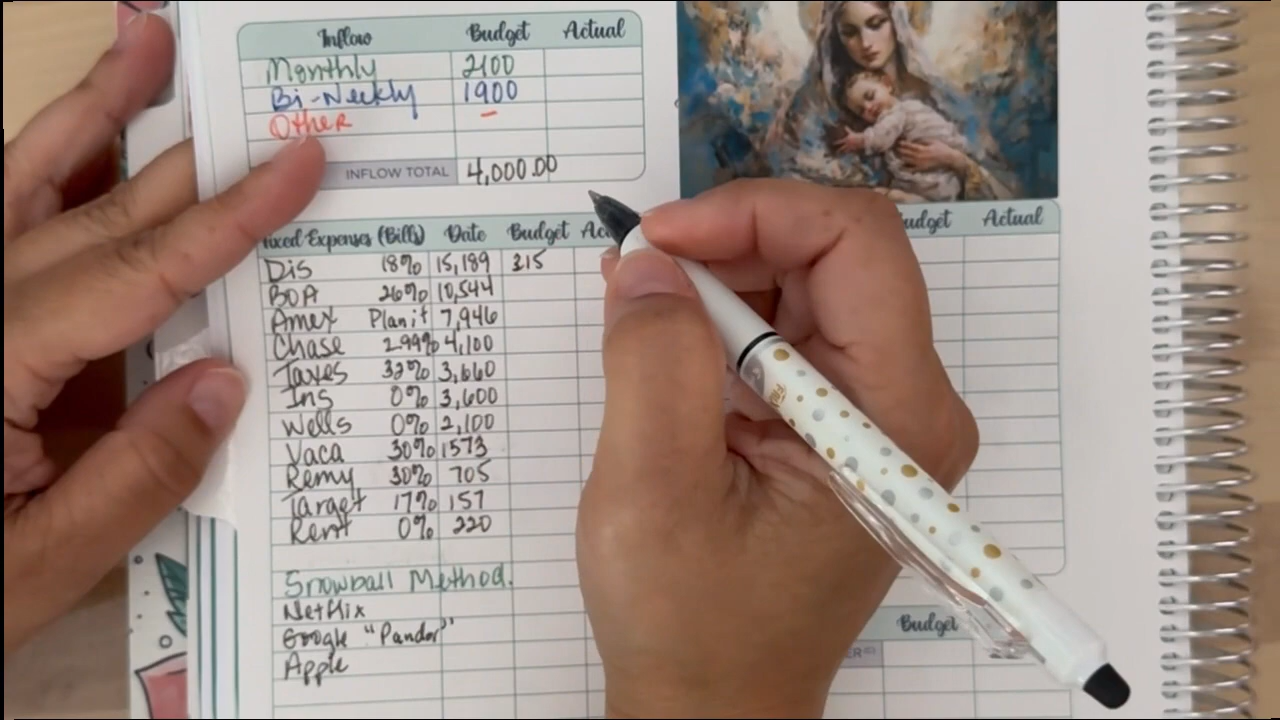 Inflow Budget Actual
Monthly 2100
Bi-Weekly 1900
Other -
INFLOW TOTAL 4,000.00
Fixed Expenses (Bills) Date Budget
Dis 18% 15,189 315
BOA 26% 10,544
Amex Planit 7,946
Chase 2.99% 4,100
Taxes 32% 3,660
Ins 0% 3,600
Wells 0% 2,100
Vaca 30% 1573
Remy 30% 705
Target 17% 157
Rent 0% 220
Snowball Method.
Netflix
Google "Pandor"
Apple
Budget Actual
Budget